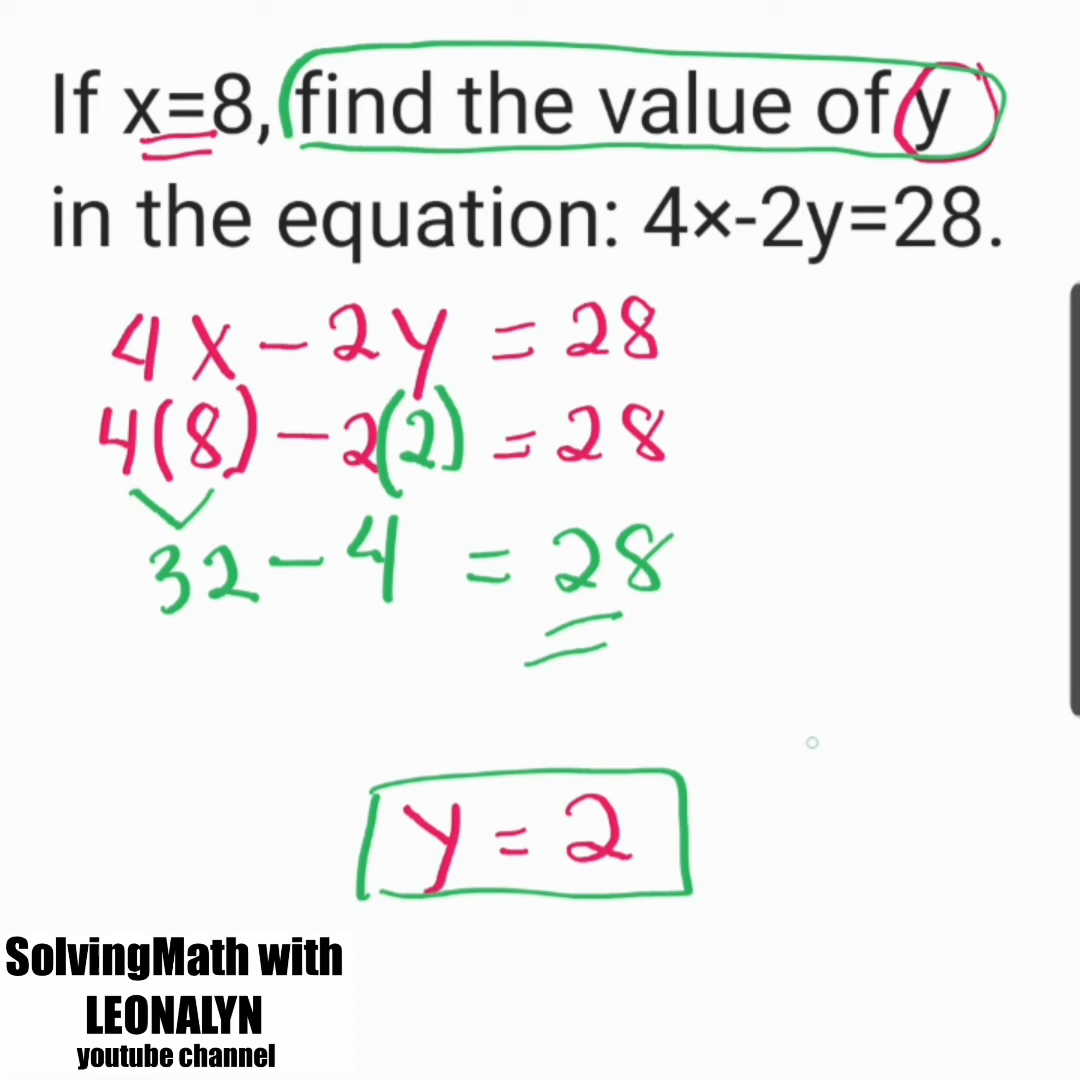 If x=8, find the value of y
in the equation: 4×-2y=28.
4x - 2y = 28
4(8) - 2(2) = 28
32 - 4 = 28
y = 2
SolvingMath with
LEONALYN
youtube channel